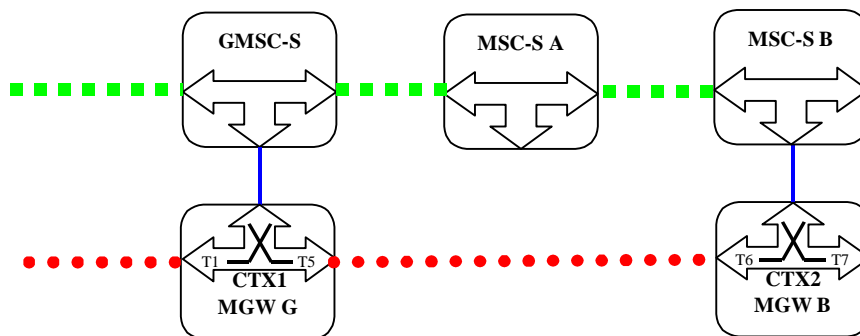 GMSC-S
MSC-S A
MSC-S B
T1
T5
CTX1
MGW G
T6
T7
CTX2
MGW B